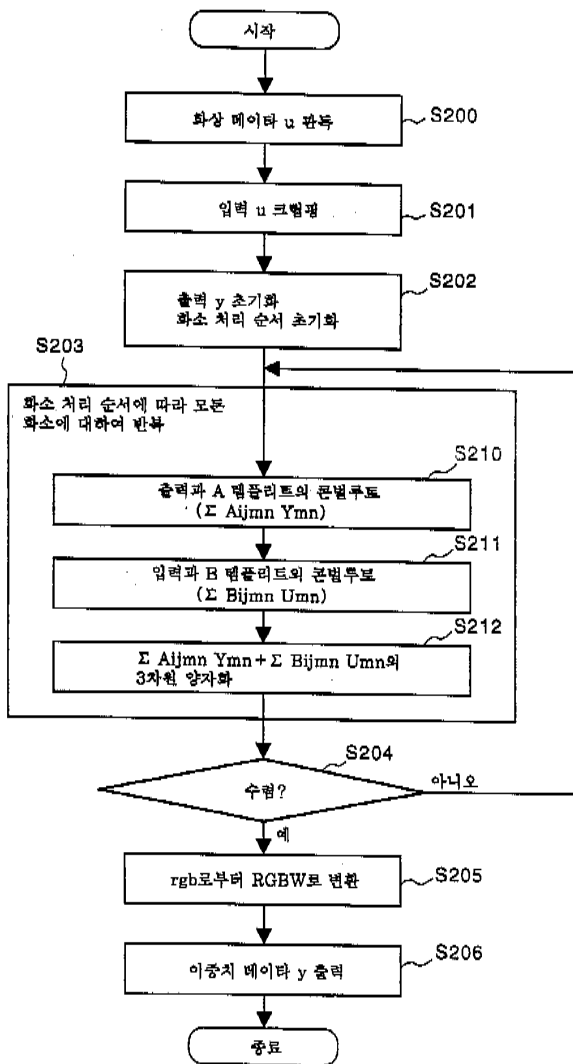 시작
화상 데이타 u 판독
S200
입력 u 크램핑
S201
출력 y 초기화
화소 처리 순서 초기화
S202
S203
화소 처리 순서에 따라 모든
화소에 대하여 반복
S210
출력과 A 템플리트의 콘벌루토
(Σ Aijmn Ymn)
S211
입력과 B 템플리트의 콘벌루토
(Σ Bijmn Umn)
S212
Σ Aijmn Ymn+Σ Bijmn Umn의
3차원 양자화
S204
수렴?
아니오
예
rgb로부터 RGBW로 변환
S205
이중치 데이타 y 출력
S206
종료